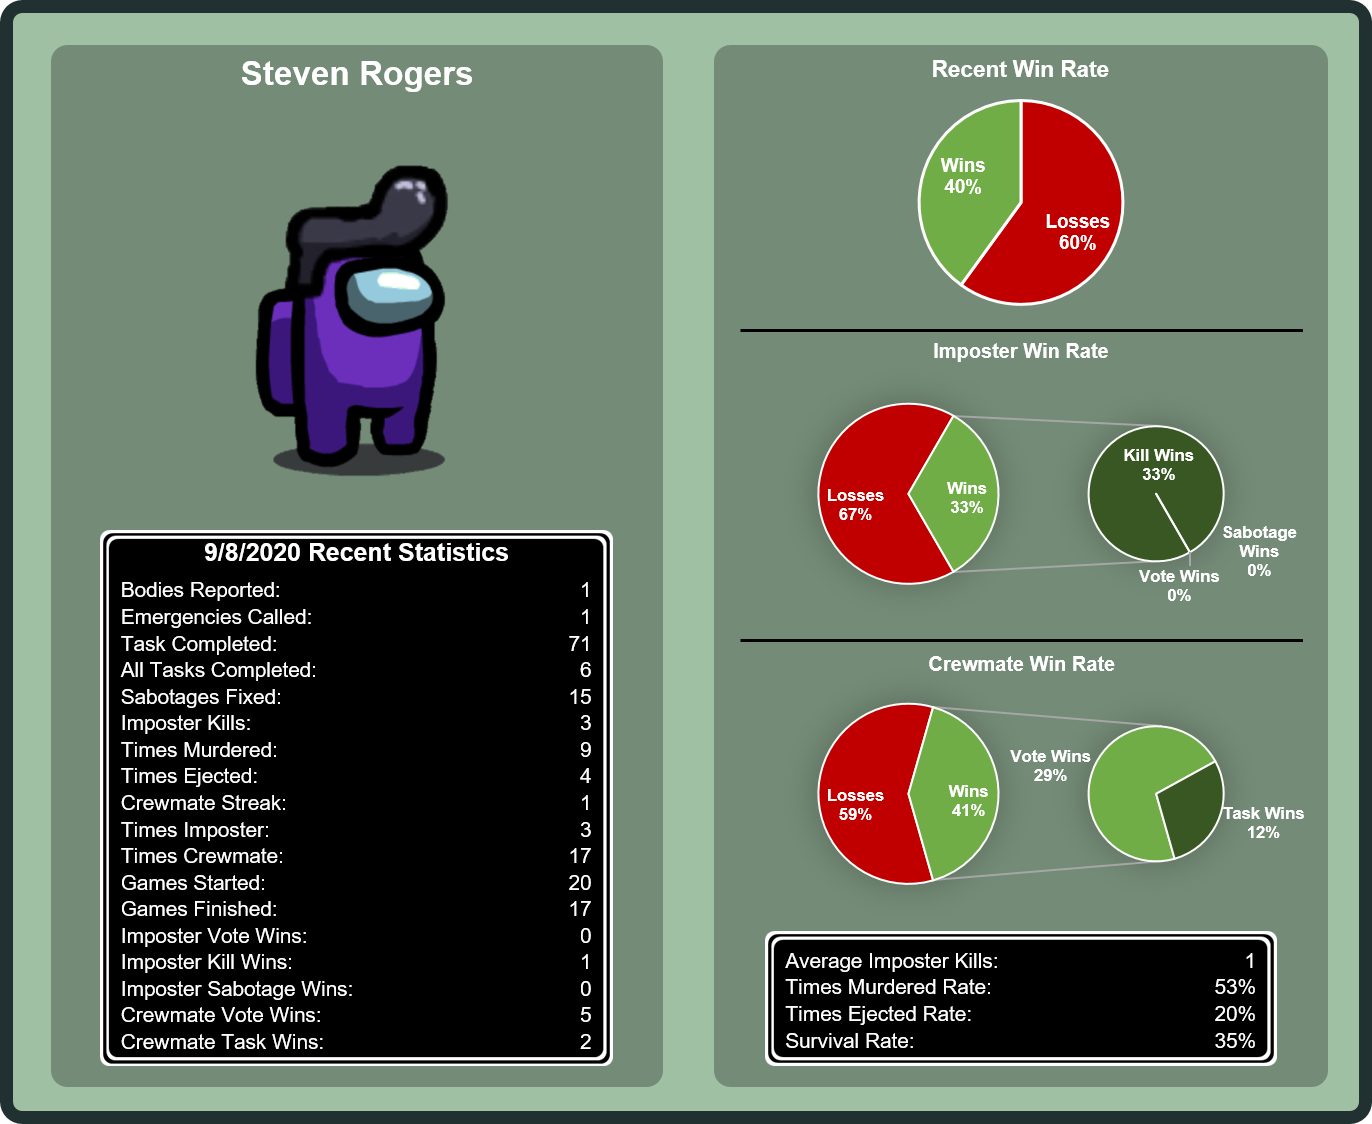 Steven Rogers
9/8/2020 Recent Statistics
Bodies Reported: 1
Emergencies Called: 1
Task Completed: 71
All Tasks Completed: 6
Sabotages Fixed: 15
Imposter Kills: 3
Times Murdered: 9
Times Ejected: 4
Crewmate Streak: 1
Times Imposter: 3
Times Crewmate: 17
Games Started: 20
Games Finished: 17
Imposter Vote Wins: 0
Imposter Kill Wins: 1
Imposter Sabotage Wins: 0
Crewmate Vote Wins: 5
Crewmate Task Wins: 2
Recent Win Rate
Wins
40%
Losses
60%
Imposter Win Rate
Losses
67%
Wins
33%
Kill Wins
33%
Sabotage
Wins
0%
Vote Wins
0%
Crewmate Win Rate
Losses
59%
Wins
41%
Vote Wins
29%
Task Wins
12%
Average Imposter Kills: 1
Times Murdered Rate: 53%
Times Ejected Rate: 20%
Survival Rate: 35%